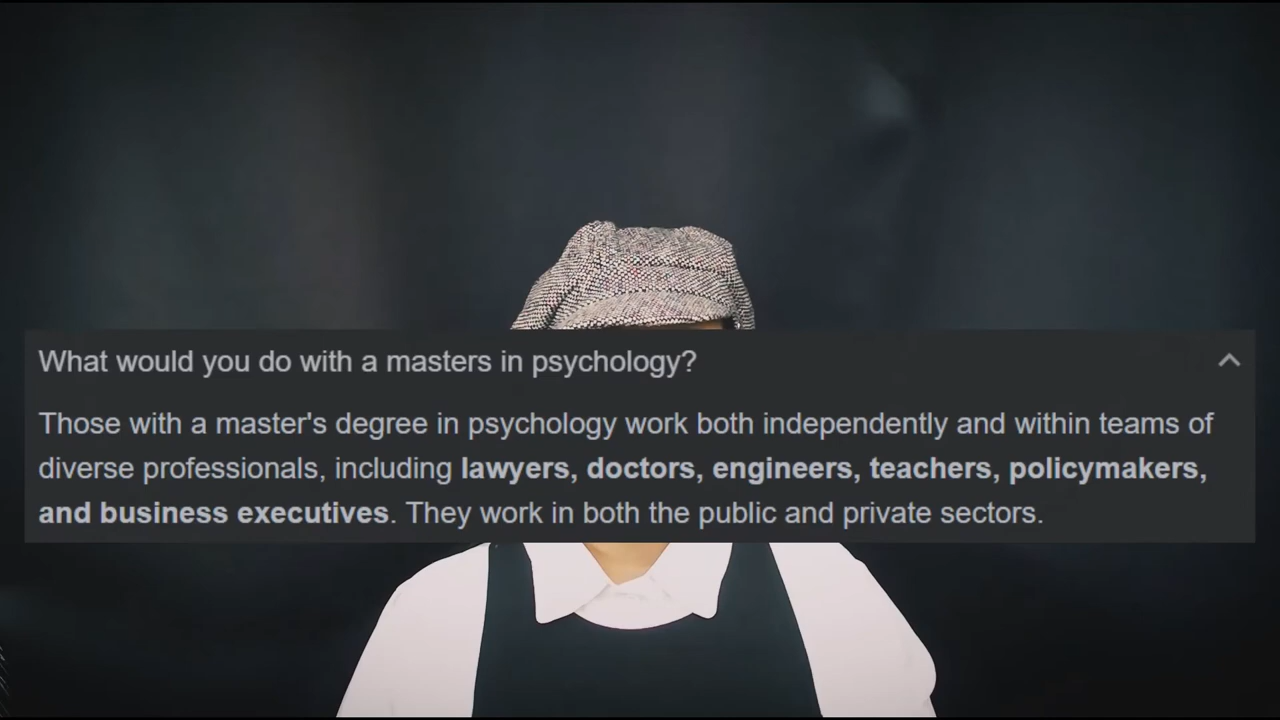 What would you do with a masters in psychology?
Those with a master's degree in psychology work both independently and within teams of
diverse professionals, including lawyers, doctors, engineers, teachers, policymakers,
and business executives. They work in both the public and private sectors.